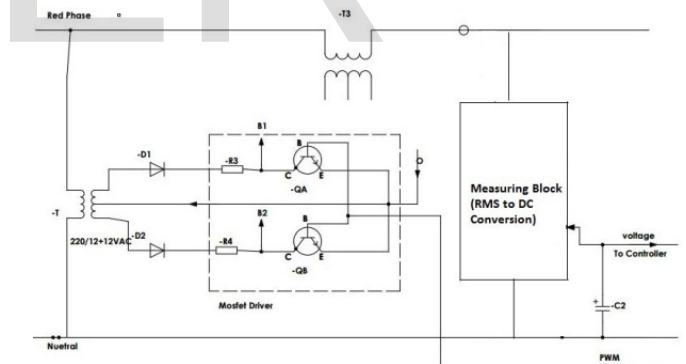 Red Phase
-T3
B1
-D1
-R3
B
C
E
-QA
-T
220/12+12VAC
-D2
B2
-R4
B
C
E
-QB
Mosfet Driver
Measuring Block
(RMS to DC
Conversion)
voltage
To Controller
+
-C2
Nuetral
PWM